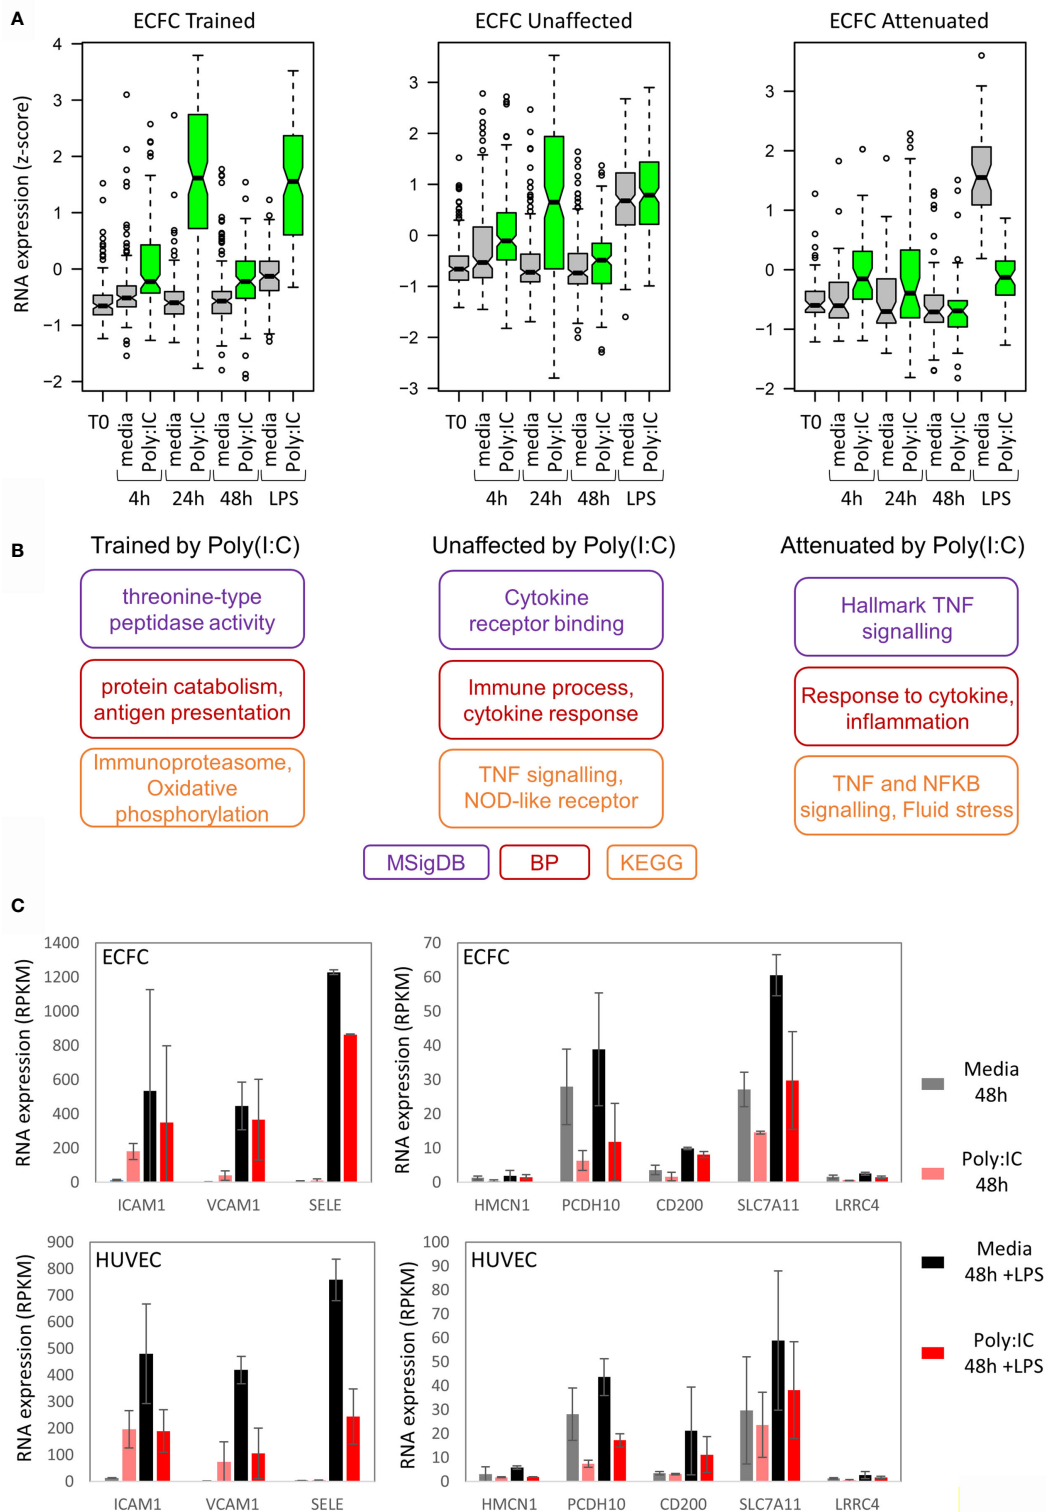 A
ECFC Trained
ECFC Unaffected
ECFC Attenuated
RNA expression (z-score)
4
3
2
1
0
−1
−2
3
2
1
0
−1
−2
−3
3
2
1
0
−1
−2
T0
media
Poly:IC
media
Poly:IC
media
Poly:IC
media
Poly:IC
4h
24h
48h
LPS
T0
media
Poly:IC
media
Poly:IC
media
Poly:IC
media
Poly:IC
4h
24h
48h
LPS
T0
media
Poly:IC
media
Poly:IC
media
Poly:IC
media
Poly:IC
4h
24h
48h
LPS
B
Trained by Poly(I:C)
threonine-type
peptidase activity
protein catabolism,
antigen presentation
Immunoproteasome,
Oxidative
phosphorylation
Unaffected by Poly(I:C)
Cytokine
receptor binding
Immune process,
cytokine response
TNF signalling,
NOD-like receptor
Attenuated by Poly(I:C)
Hallmark TNF
signalling
Response to cytokine,
inflammation
TNF and NFKB
signalling, Fluid stress
MSigDB
BP
KEGG
C
ECFC
RNA expression (RPKM)
1400
1200
1000
800
600
400
200
0
ICAM1
VCAM1
SELE
ECFC
RNA expression (RPKM)
70
60
50
40
30
20
10
0
HMCN1
PCDH10
CD200
SLC7A11
LRRC4
HUVEC
RNA expression (RPKM)
900
800
700
600
500
400
300
200
100
0
ICAM1
VCAM1
SELE
HUVEC
RNA expression (RPKM)
100
90
80
70
60
50
40
30
20
10
0
HMCN1
PCDH10
CD200
SLC7A11
LRRC4
Media
48h
Poly:IC
48h
Media
48h +LPS
Poly:IC
48h +LPS